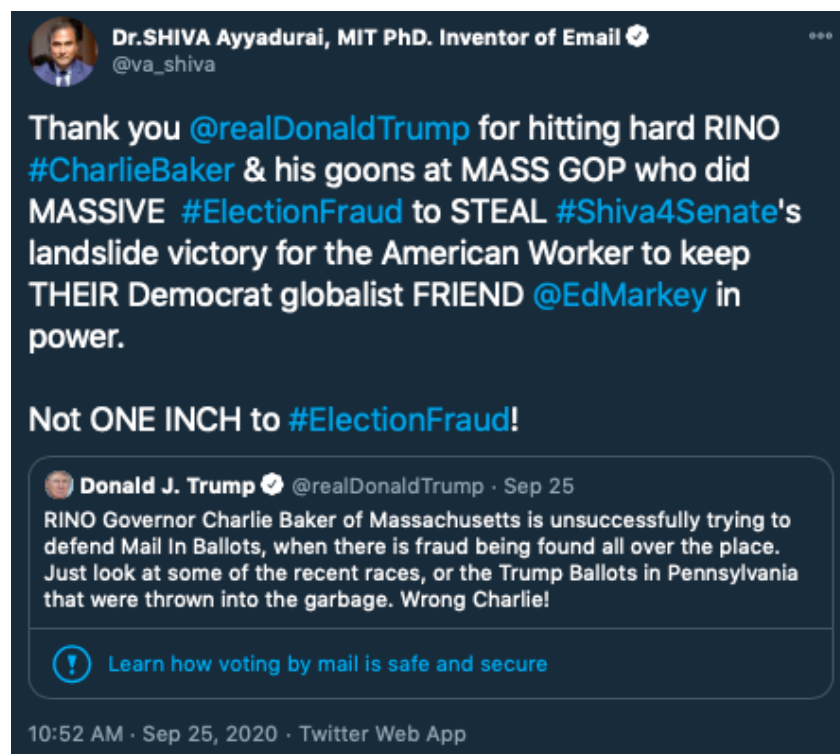 Dr.SHIVA Ayyadurai, MIT PhD. Inventor of Email
@va_shiva
Thank you @realDonaldTrump for hitting hard RINO
#CharlieBaker & his goons at MASS GOP who did
MASSIVE #ElectionFraud to STEAL #Shiva4Senate's
landslide victory for the American Worker to keep
THEIR Democrat globalist FRIEND @EdMarkey in
power.
Not ONE INCH to #ElectionFraud!
Donald J. Trump @realDonaldTrump · Sep 25
RINO Governor Charlie Baker of Massachusetts is unsuccessfully trying to
defend Mail In Ballots, when there is fraud being found all over the place.
Just look at some of the recent races, or the Trump Ballots in Pennsylvania
that were thrown into the garbage. Wrong Charlie!
Learn how voting by mail is safe and secure
10:52 AM · Sep 25, 2020 · Twitter Web App